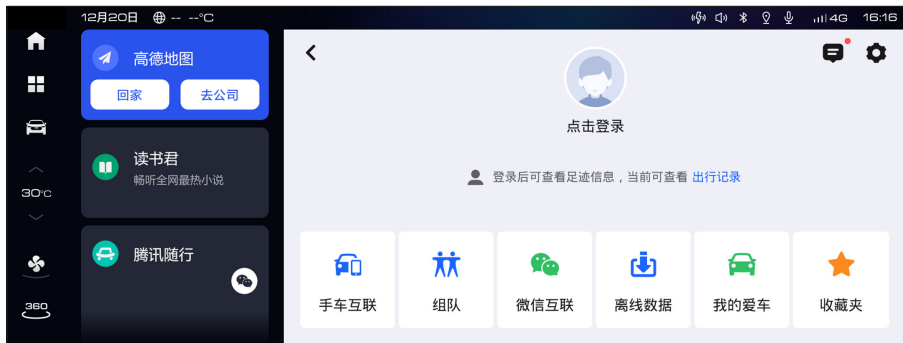 12月20日 -- --°C
4G 16:16
30°C
360
高德地图
回家 去公司
读书君
畅听全网最热小说
腾讯随行
点击登录
登录后可查看足迹信息，当前可查看 出行记录
手车互联 组队 微信互联 离线数据 我的爱车 收藏夹